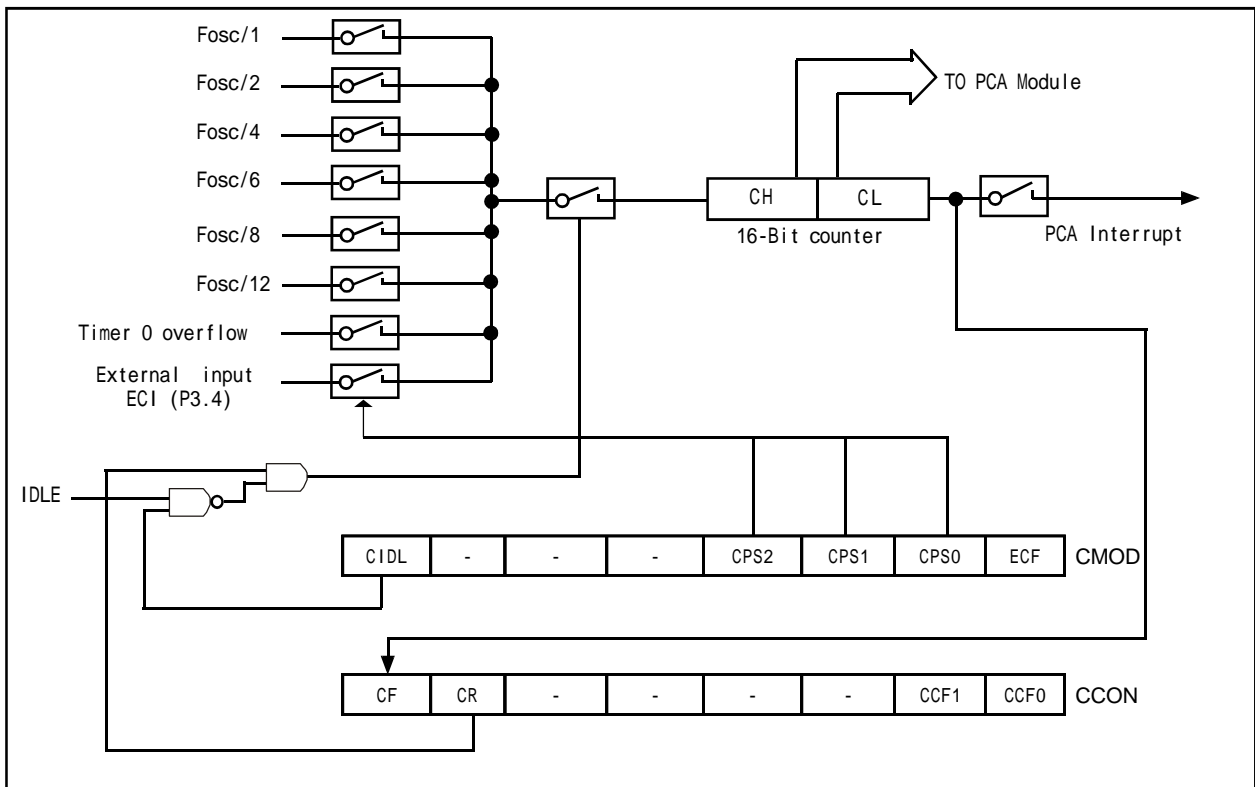 Fosc/1
Fosc/2
Fosc/4
Fosc/6
Fosc/8
Fosc/12
Timer 0 overflow
External input
ECI (P3.4)
TO PCA Module
CH CL
16-Bit counter
PCA Interrupt
IDLE
CIDL - - - CPS2 CPS1 CPS0 ECF CMOD
CF CR - - - - CCF1 CCF0 CCON